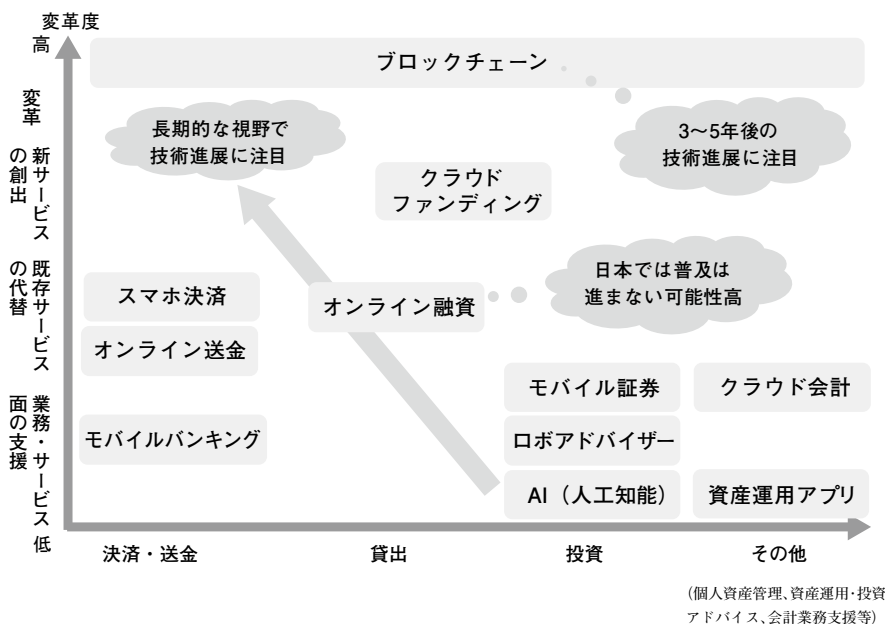 変革度
高
ブロックチェーン
変革
長期的な視野で
技術進展に注目
3〜5年後の
技術進展に注目
新サービス
の創出
クラウド
ファンディング
既存サービス
の代替
日本では普及は
進まない可能性高
スマホ決済
オンライン融資
オンライン送金
モバイル証券
クラウド会計
業務・サービス
面の支援
モバイルバンキング
ロボアドバイザー
AI（人工知能）
資産運用アプリ
低
決済・送金
貸出
投資
その他
（個人資産管理、資産運用・投資
アドバイス、会計業務支援等）